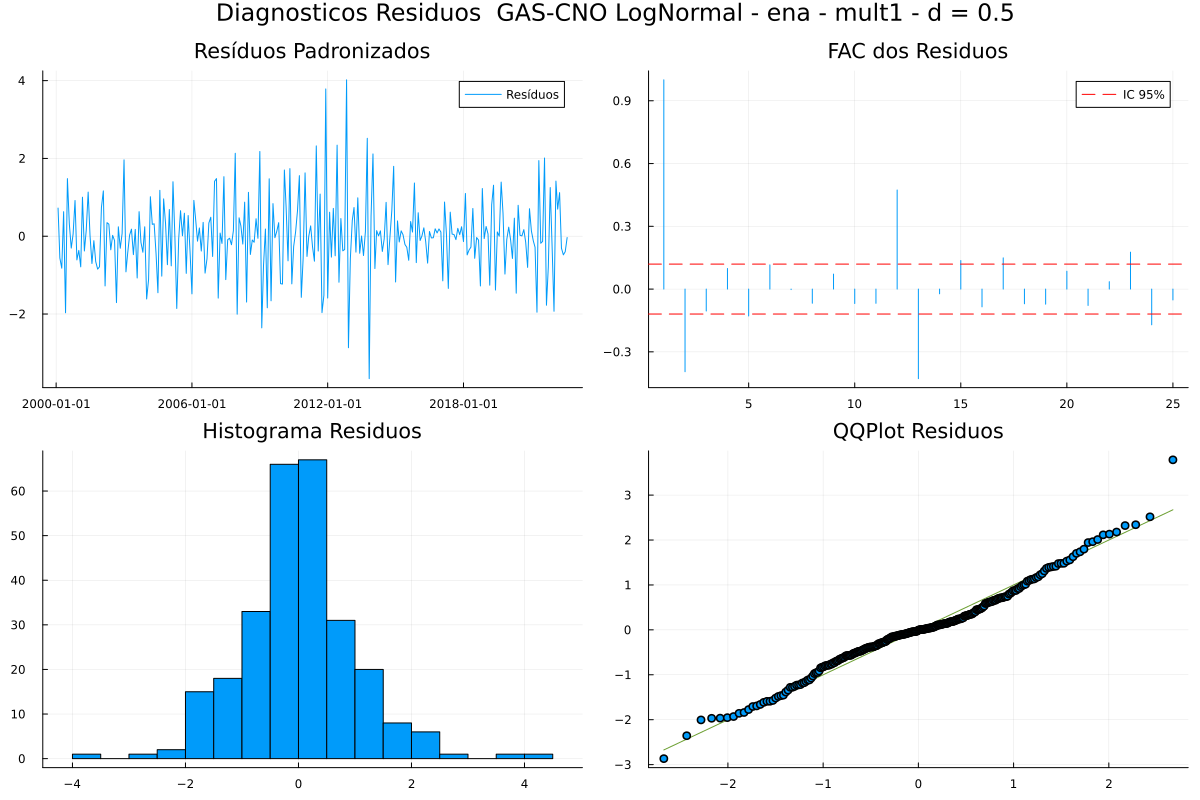 Diagnosticos Residuos  GAS-CNO LogNormal - ena - mult1 - d = 0.5
Resíduos Padronizados
4
2
0
−2
Resíduos
2000-01-01 2006-01-01 2012-01-01 2018-01-01
FAC dos Residuos
0.9
0.6
0.3
0.0
−0.3
IC 95%
5 10 15 20 25
Histograma Residuos
60
50
40
30
20
10
0
−4 −2 0 2 4
QQPlot Residuos
3
2
1
0
−1
−2
−3
−2 −1 0 1 2